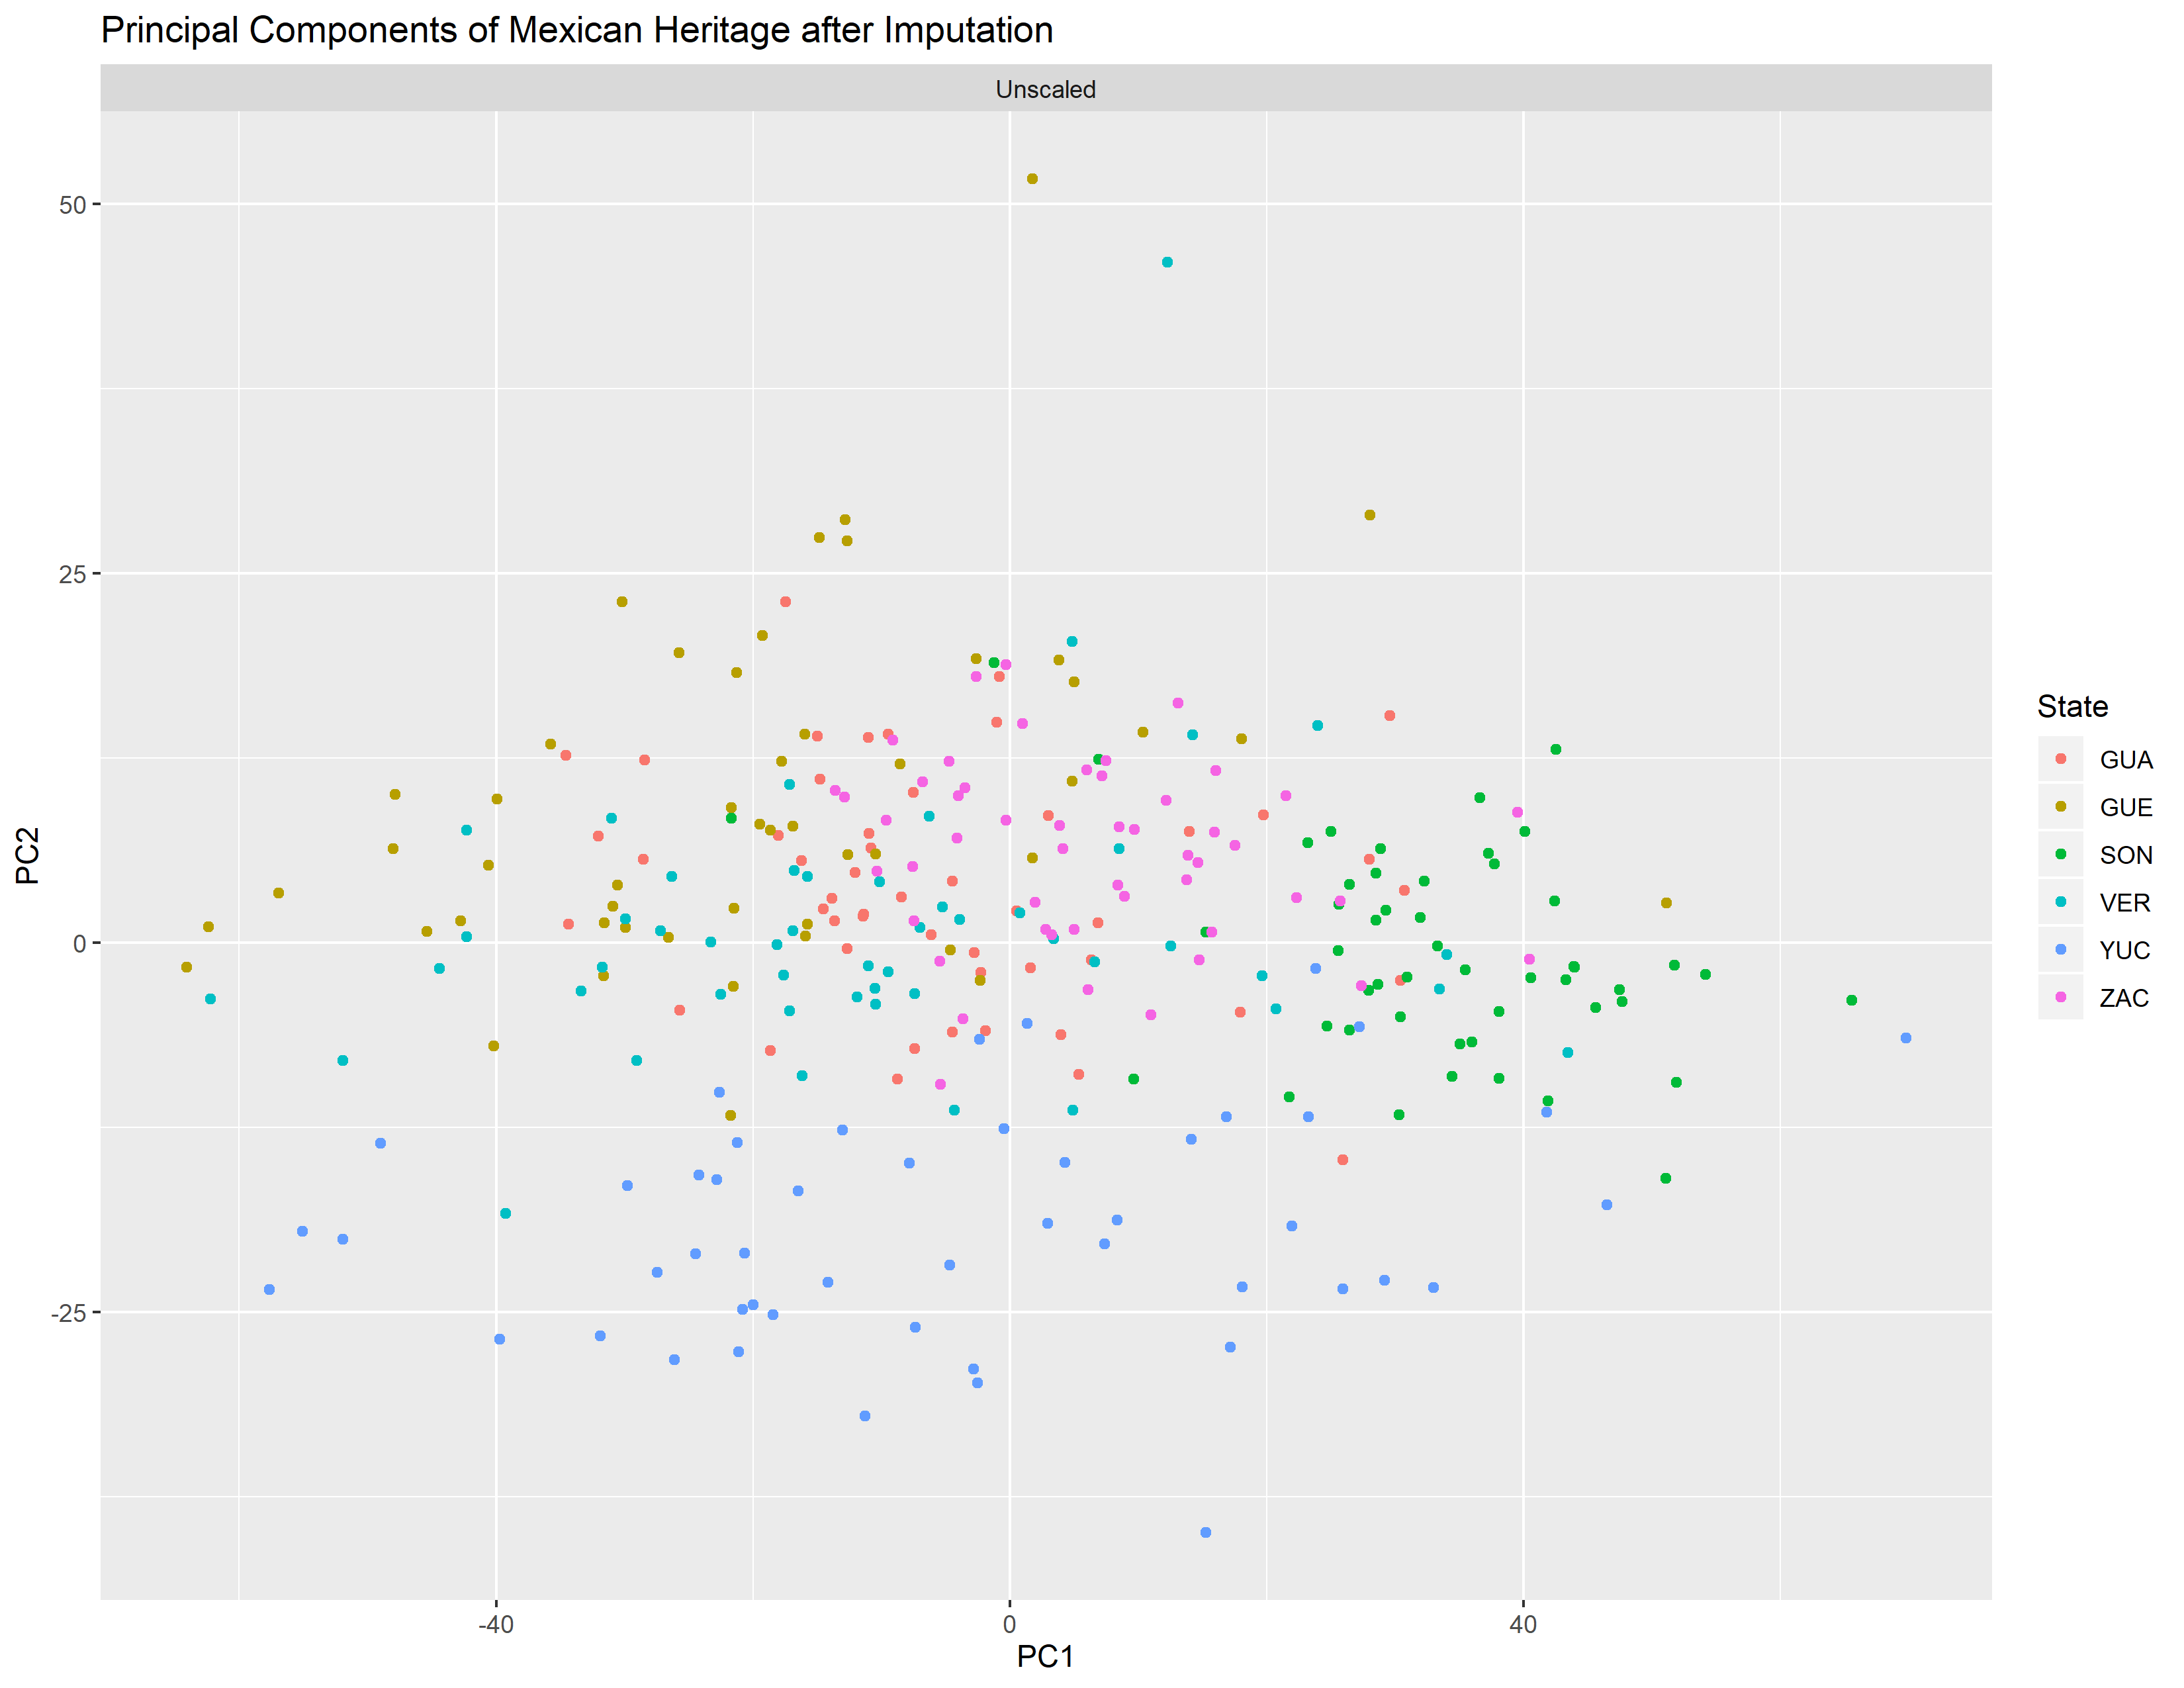 Principal Components of Mexican Heritage after Imputation
Unscaled
50
25
0
-25
PC2
-40
0
40
PC1
State
GUA
GUE
SON
VER
YUC
ZAC